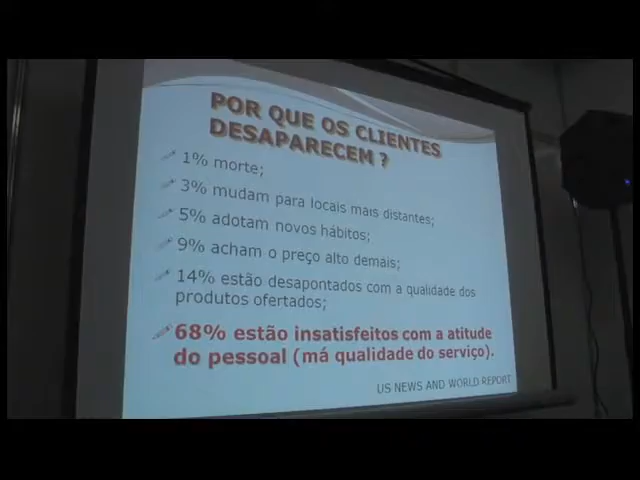 POR QUE OS CLIENTES
DESAPARECEM ?
1% morte;
3% mudam para locais mais distantes;
5% adotam novos hábitos;
9% acham o preço alto demais;
14% estão desapontados com a qualidade dos
produtos ofertados;
68% estão insatisfeitos com a atitude
do pessoal (má qualidade do serviço).
US NEWS AND WORLD REPORT